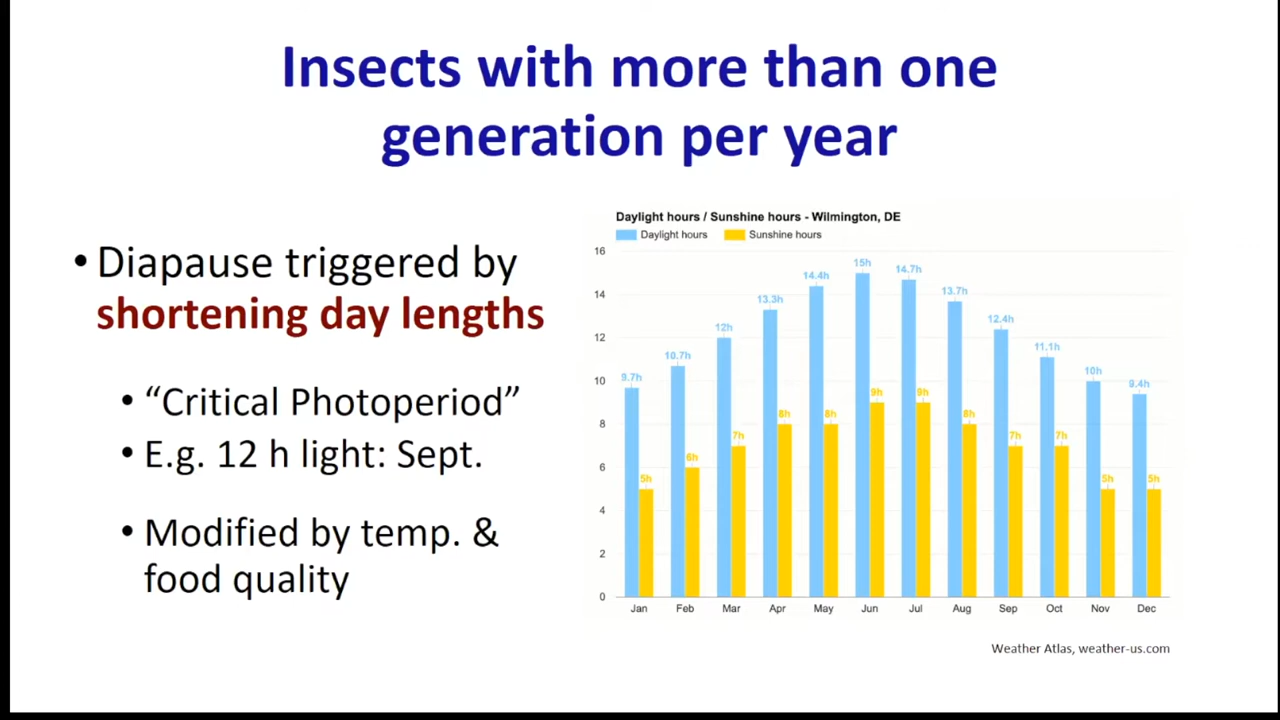 Insects with more than one
generation per year
• Diapause triggered by
shortening day lengths
• “Critical Photoperiod”
• E.g. 12 h light: Sept.
• Modified by temp. &
food quality
Daylight hours / Sunshine hours - Wilmington, DE
Daylight hours Sunshine hours
16
14
12
10
8
6
4
2
0
9.7h 10.7h 12h 13.3h 14.4h 15h 14.7h 13.7h 12.4h 11.1h 10h 9.4h
5h 6h 7h 8h 8h 9h 9h 8h 7h 7h 5h 5h
Jan Feb Mar Apr May Jun Jul Aug Sep Oct Nov Dec
Weather Atlas, weather-us.com